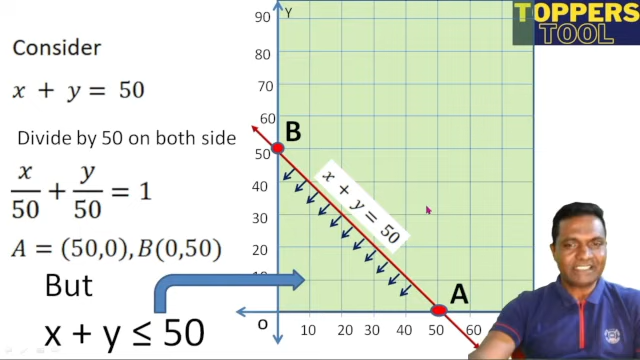 TOPPERS
TOOL
Consider
x + y = 50
Divide by 50 on both side
x/50 + y/50 = 1
A = (50,0), B(0,50)
But
x + y ≤ 50
Y
90
80
70
60
50
40
30
20
10
O
10 20 30 40 50 60
B
x + y = 50
A